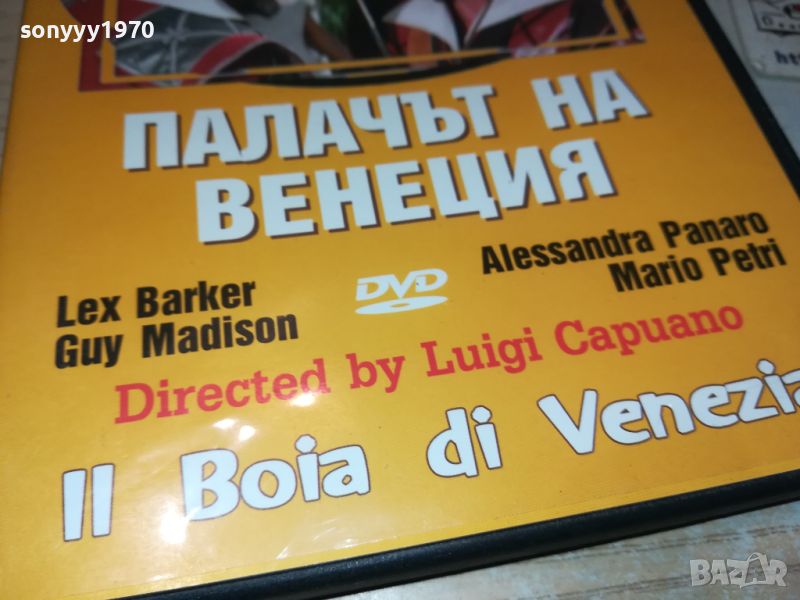 sonyyy1970
ПАЛАЧЪТ НА
ВЕНЕЦИЯ
Lex Barker
Guy Madison
DVD
Alessandra Panaro
Mario Petri
Directed by Luigi Capuano
Il Boia di Venezia
BAZAR